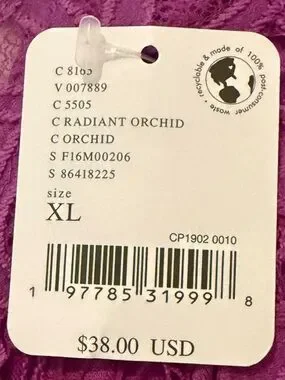 recyclable & made of 100% post-consumer waste •
C 8165
V 007889
C 5505
C RADIANT ORCHID
C ORCHID
S F16M00206
S 86418225
size
XL
CP1902 0010
1 97785 31999 8
$38.00 USD